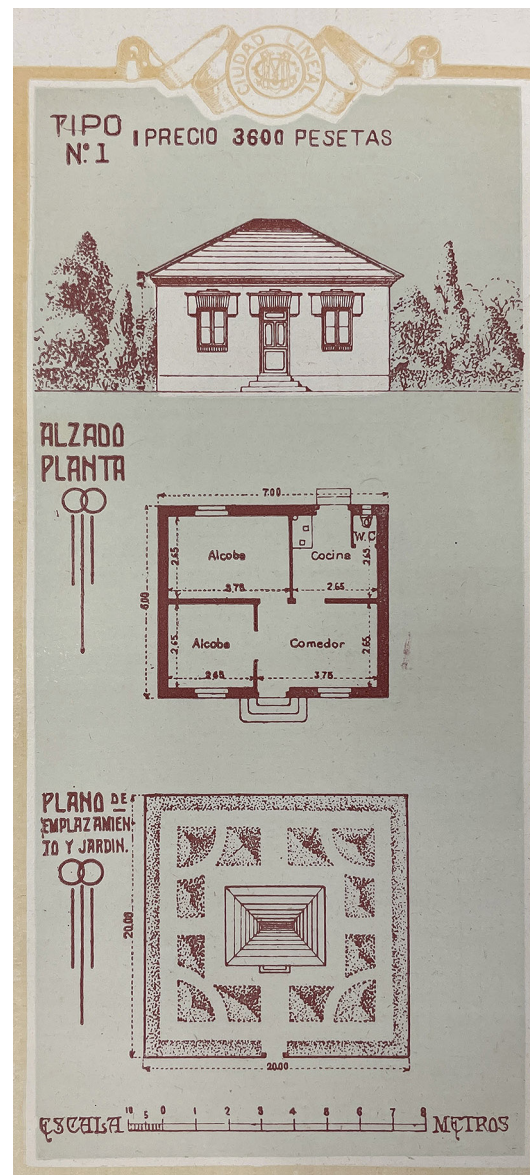 CIUDAD LINEAL
TIPO
Nº 1
PRECIO 3600 PESETAS
ALZADO
PLANTA
7.00
6.00
2.65
Alcoba
3.75
Cocina
2.65
W.C
2.65
2.65
Alcoba
2.65
Comedor
3.75
2.65
PLANO DE
EMPLAZAMIEN-
TO Y JARDIN.
20.00
20.00
ESCALA
10 5 0 1 2 3 4 5 6 7 8
METROS